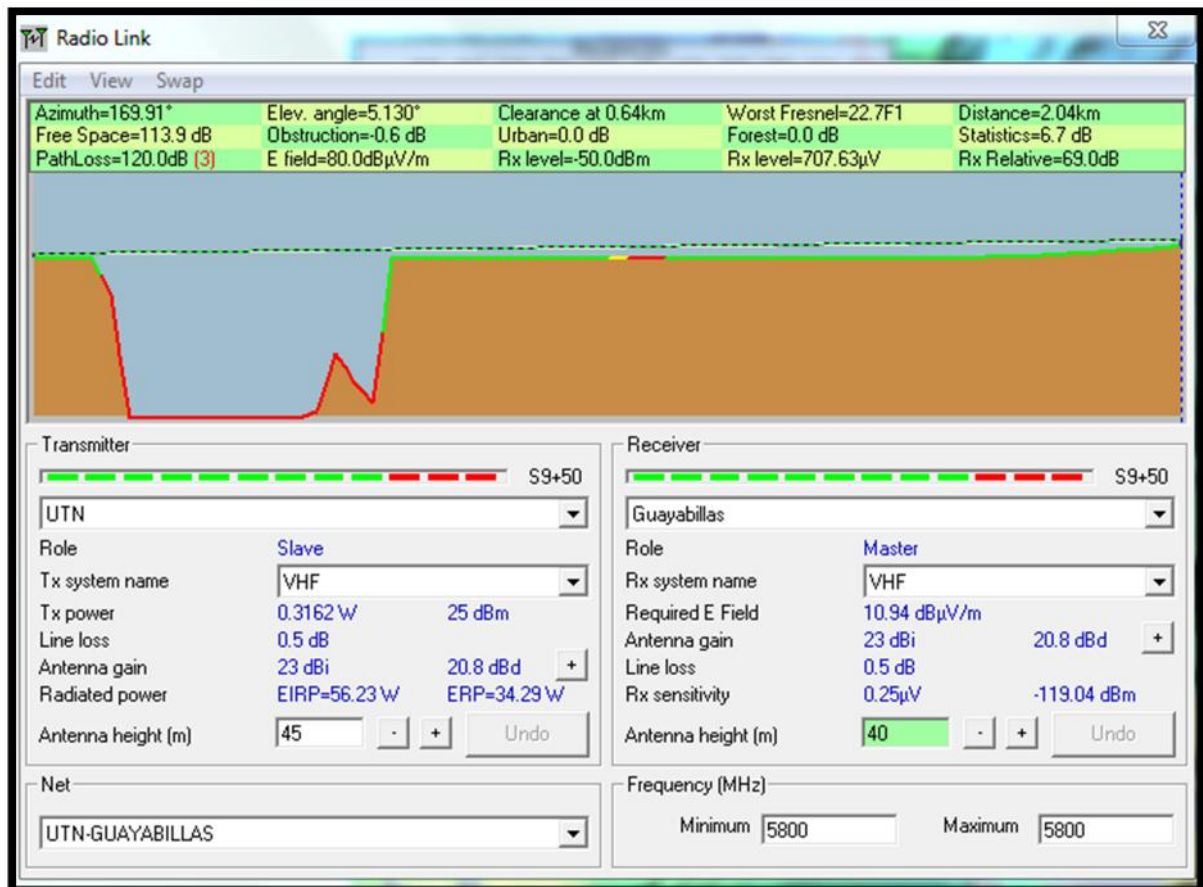 Radio Link
Edit View Swap
Azimuth=169.91° Elev. angle=5.130° Clearance at 0.64km Worst Fresnel=22.7F1 Distance=2.04km
Free Space=113.9 dB Obstruction=-0.6 dB Urban=0.0 dB Forest=0.0 dB Statistics=6.7 dB
PathLoss=120.0dB (3) E field=80.0dBµV/m Rx level=-50.0dBm Rx level=707.63µV Rx Relative=69.0dB
Transmitter
S9+50
UTN
Role Slave
Tx system name VHF
Tx power 0.3162 W 25 dBm
Line loss 0.5 dB
Antenna gain 23 dBi 20.8 dBd +
Radiated power EIRP=56.23 W ERP=34.29 W
Antenna height (m) 45 - + Undo
Receiver
S9+50
Guayabillas
Role Master
Rx system name VHF
Required E Field 10.94 dBµV/m
Antenna gain 23 dBi 20.8 dBd +
Line loss 0.5 dB
Rx sensitivity 0.25µV -119.04 dBm
Antenna height (m) 40 - + Undo
Net
UTN-GUAYABILLAS
Frequency (MHz)
Minimum 5800 Maximum 5800